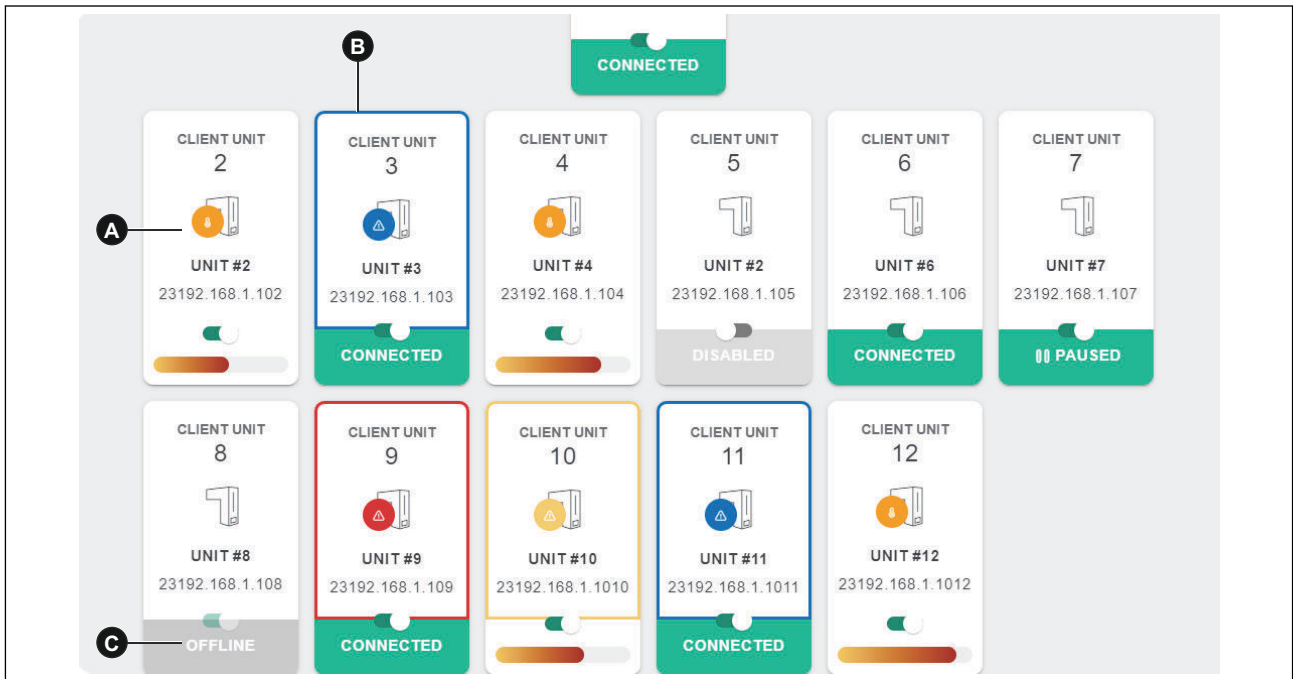 B
CONNECTED
CLIENT UNIT
2
CLIENT UNIT
3
CLIENT UNIT
4
CLIENT UNIT
5
CLIENT UNIT
6
CLIENT UNIT
7
A
UNIT #2
23192.168.1.102
UNIT #3
23192.168.1.103
CONNECTED
UNIT #4
23192.168.1.104
UNIT #2
23192.168.1.105
DISABLED
UNIT #6
23192.168.1.106
CONNECTED
UNIT #7
23192.168.1.107
PAUSED
CLIENT UNIT
8
CLIENT UNIT
9
CLIENT UNIT
10
CLIENT UNIT
11
CLIENT UNIT
12
UNIT #8
23192.168.1.108
C
OFFLINE
UNIT #9
23192.168.1.109
CONNECTED
UNIT #10
23192.168.1.1010
UNIT #11
23192.168.1.1011
CONNECTED
UNIT #12
23192.168.1.1012